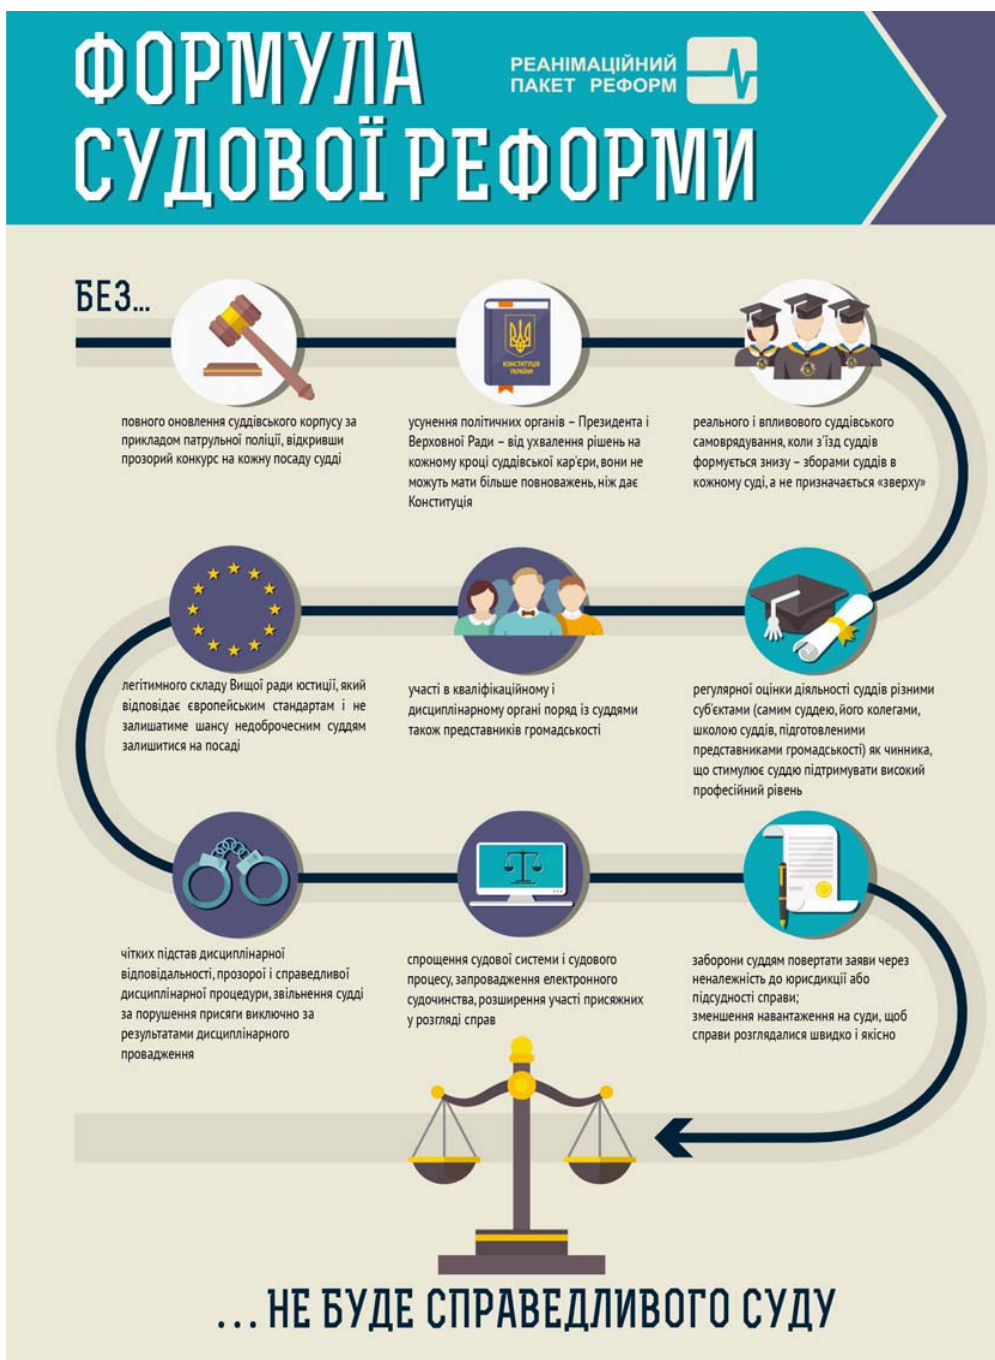 ФОРМУЛА
СУДОВОЇ РЕФОРМИ
РЕАНІМАЦІЙНИЙ
ПАКЕТ РЕФОРМ
БЕЗ...
КОНСТИТУЦІЯ
УКРАЇНИ
повного оновлення суддівського корпусу за
прикладом патрульної поліції, відкривши
прозорий конкурс на кожну посаду судді
усунення політичних органів – Президента і
Верховної Ради – від ухвалення рішень на
кожному кроці суддівської кар'єри, вони не
можуть мати більше повноважень, ніж дає
Конституція
реального і впливового суддівського
самоврядування, коли з'їзд суддів
формується знизу – зборами суддів в
кожному суді, а не призначається «зверху»
легітимного складу Вищої ради юстиції, який
відповідає європейським стандартам і не
залишатиме шансу недоброчесним суддям
залишитися на посаді
участі в кваліфікаційному і
дисциплінарному органі поряд із суддями
також представників громадськості
регулярної оцінки діяльності суддів різними
суб'єктами (самим суддею, його колегами,
школою суддів, підготовленими
представниками громадськості) як чинника,
що стимулює суддю підтримувати високий
професійний рівень
чітких підстав дисциплінарної
відповідальності, прозорої і справедливої
дисциплінарної процедури, звільнення судді
за порушення присяги виключно за
результатами дисциплінарного
провадження
спрощення судової системи і судового
процесу, запровадження електронного
судочинства, розширення участі присяжних
у розгляді справ
заборони суддям повертати заяви через
неналежність до юрисдикції або
підсудності справи;
зменшення навантаження на суди, щоб
справи розглядалися швидко і якісно
...НЕ БУДЕ СПРАВЕДЛИВОГО СУДУ